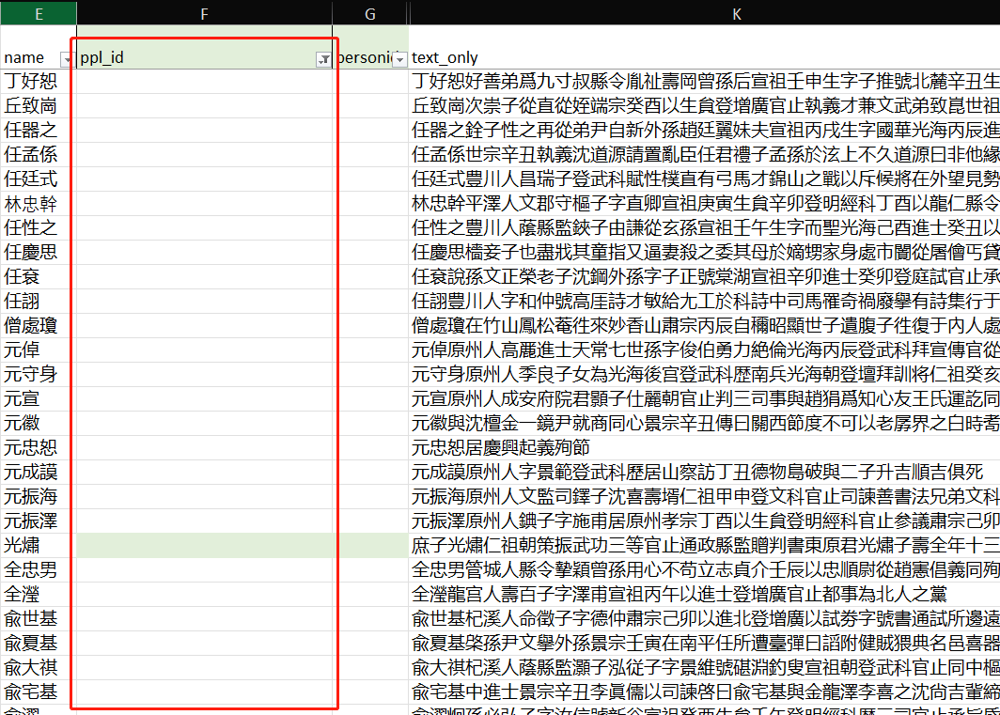 E F G K
name ppl_id personid text_only
丁好恕 丁好恕好善弟爲九寸叔縣令胤祉壽岡曾孫后宣祖壬申生字子推號北麓辛丑生
丘致崗 丘致崗次崇子從直從姪端宗癸酉以生貟登增廣官止執義才兼文武弟致崑世祖
任器之 任器之銓子性之再從弟尹自新外孫趙廷翼妹夫宣祖丙戌生字國華光海丙辰進
任孟係 任孟係世宗辛丑執義沈道源請置亂臣任君禮子孟孫於泫上不久道源曰非他緣
任廷式 任廷式豊川人昌瑞子登武科賦性樸直有弓馬才錦山之戰以斥候將在外望見勢
林忠幹 林忠幹平澤人文郡守樞子字直卿宣祖庚寅生貟辛卯登明經科丁酉以龍仁縣令
任性之 任性之豊川人蔭縣監鋏子由謙從玄孫宣祖壬午生字而聖光海己酉進士癸丑以
任慶思 任慶思檣妾子也盡戕其童指又逼妻殺之委其母於嫡甥家身處市闤從屠儈丐貸
任袞 任袞說孫文正榮老子沈鋼外孫字子正號棠湖宣祖辛卯進士癸卯登庭試官止承
任詡 任詡豊川人字和仲號高厓詩才敏給尢工於科詩中司馬罹奇禍廢擧有詩集行于
僧處瓊 僧處瓊在竹山鳳松菴徃來妙香山肅宗丙辰自稱昭顯世子遺腹子徃復于內人處
元倬 元倬原州人高麗進士天常七世孫字俊伯勇力絶倫光海丙辰登武科拜宣傳官從
元守身 元守身原州人季良子女為光海後宫登武科歷南兵光海朝登壇拜訓将仁祖癸亥
元宣 元宣原州人成安府院君顥子仕麗朝官止判三司事與趙狷爲知心友王氏運訖同
元徽 元徽與沈檀金一鏡尹就商同心景宗辛丑傳曰關西節度不可以老孱界之白時耇
元忠恕 元忠恕居慶興起義殉節
元成謨 元成謨原州人字景範登武科歷居山察訪丁丑德物島破與二子升吉順吉俱死
元振海 元振海原州人文監司鐸子沈喜壽壻仁祖甲申登文科官止司諫善書法兄弟文科
元振澤 元振澤原州人錪子字施甫居原州孝宗丁酉以生貟登明經科官止参議肅宗己卯
光㷓 庶子光㷓仁祖朝策振武功三等官止通政縣監贈判書東原君光㷓子壽全年十三
全忠男 全忠男管城人縣令摯穎曾孫用心不苟立志貞介壬辰以忠順尉從趙憲倡義同殉
全瀅 全瀅龍宫人壽百子字澤甫宣祖丙午以進士登增廣官止都事為北人之黨
兪世基 兪世基杞溪人命徵子字德仲肅宗己卯以進北登增廣以試劵字號書通試所邊遠
兪夏基 兪夏基棨孫尹文擧外孫景宗壬寅在南平任所遭臺彈曰謟附健賊猥典名邑喜器
兪大祺 兪大祺杞溪人蔭縣監灝子泓従子字景維號碪淵釣叟宣祖朝登武科官止同中樞
兪宅基 兪宅基中進士景宗辛丑李眞儒以司諫啓曰兪宅基與金龍澤李喜之沈尙吉輩締